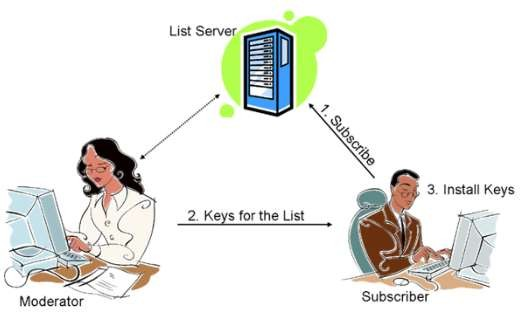 List Server
1. Subscribe
2. Keys for the List
3. Install Keys
Moderator
Subscriber